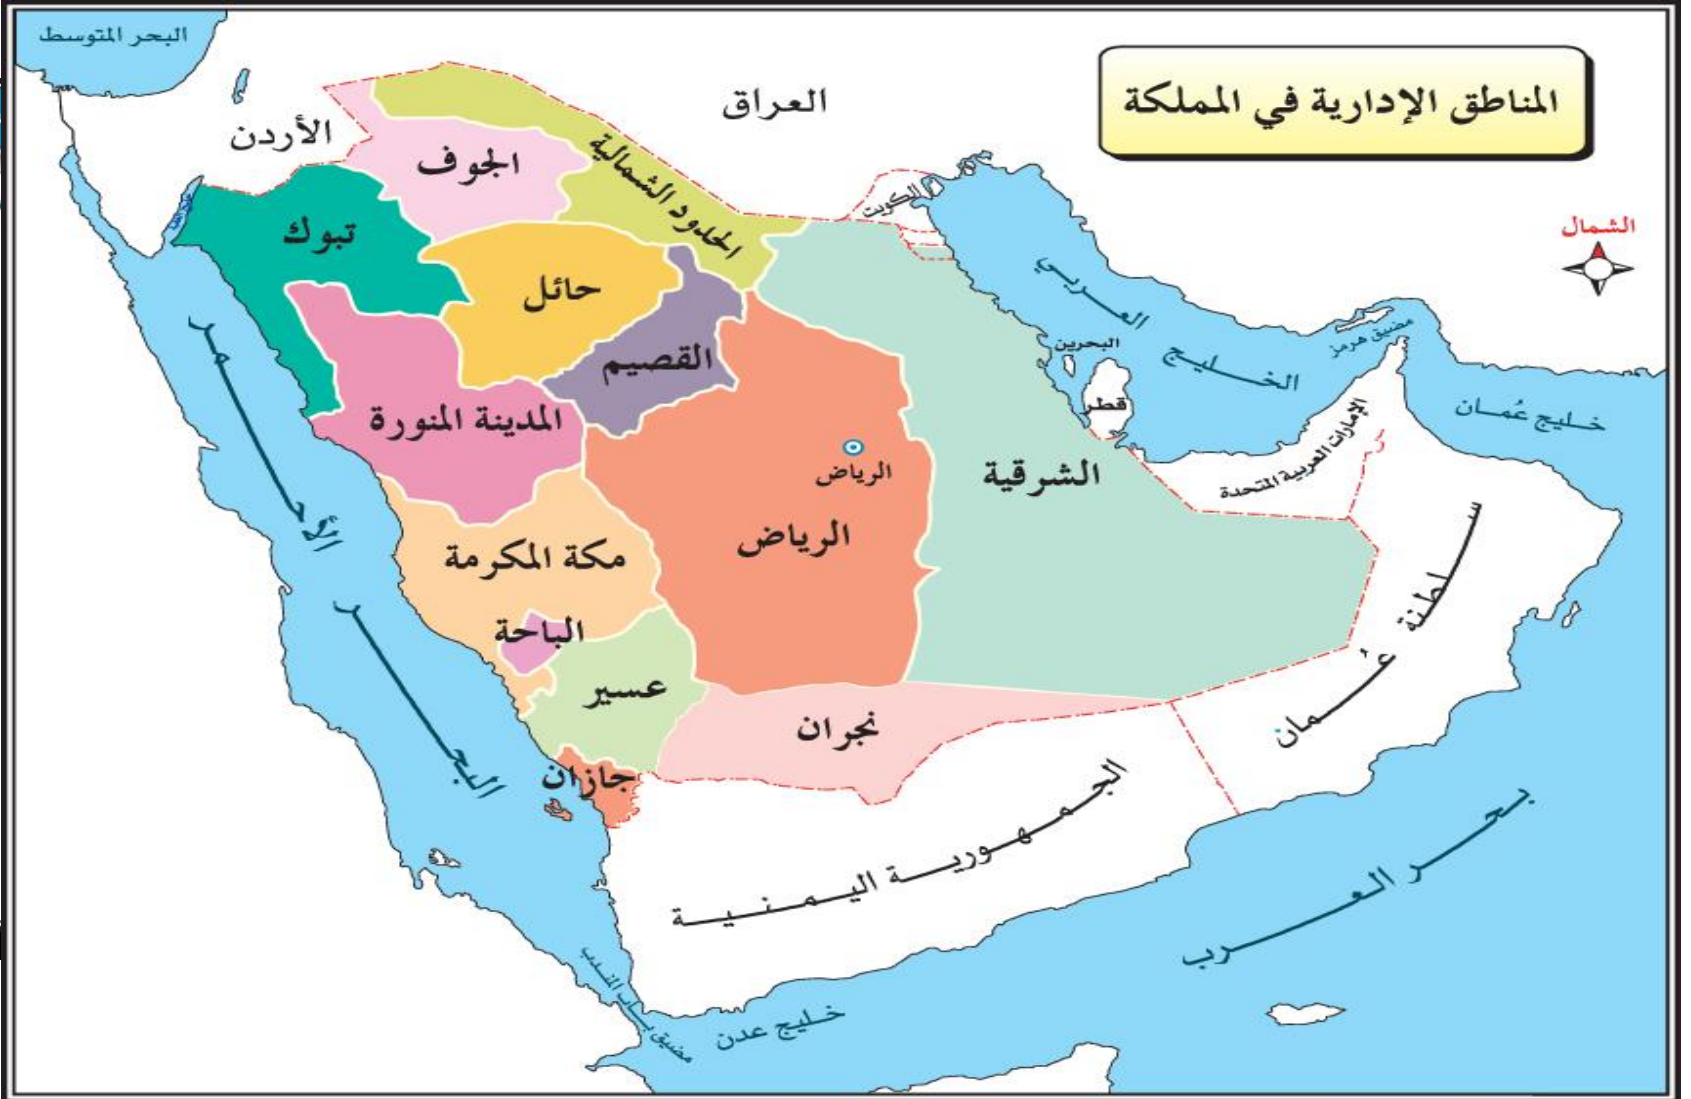 البحر المتوسط
المناطق الإدارية في المملكة
العراق
الأردن
الجوف
الحدود الشمالية
الكويت
الشمال
تبوك
حائل
القصيم
الخليج العربي
مضيق هرمز
البحرين
قطر
خليج عُمان
الإمارات العربية المتحدة
المدينة المنورة
الرياض
الرياض
الشرقية
مكة المكرمة
الباحة
عسير
نجران
جازان
سلطنة عُمان
البحر الأحمر
الجمهورية اليمنية
بحر العرب
مضيق باب المندب
خليج عدن